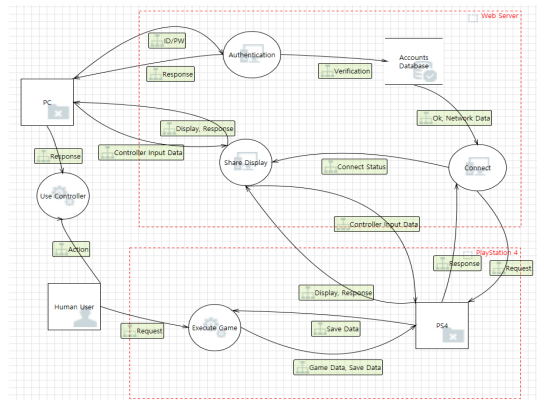 Web Server
ID/PW
Authentication
Accounts
Database
Response
Verification
PC
Ok, Network Data
Display, Response
Controller Input Data
Response
Share Display
Connect Status
Connect
Use Controller
Controller Input Data
Action
PlayStation 4
Response
Request
Human User
Display, Response
Request
Execute Game
Save Data
PS4
Game Data, Save Data